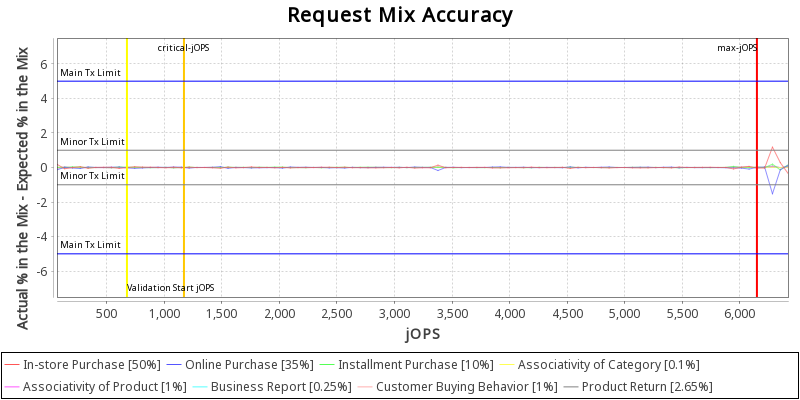 Request Mix Accuracy
Actual % in the Mix - Expected % in the Mix
6
4
2
0
-2
-4
-6
critical-jOPS
max-jOPS
Main Tx Limit
Minor Tx Limit
Minor Tx Limit
Main Tx Limit
Validation Start jOPS
500 1,000 1,500 2,000 2,500 3,000 3,500 4,000 4,500 5,000 5,500 6,000
jOPS
In-store Purchase [50%] Online Purchase [35%] Installment Purchase [10%] Associativity of Category [0.1%]
Associativity of Product [1%] Business Report [0.25%] Customer Buying Behavior [1%] Product Return [2.65%]